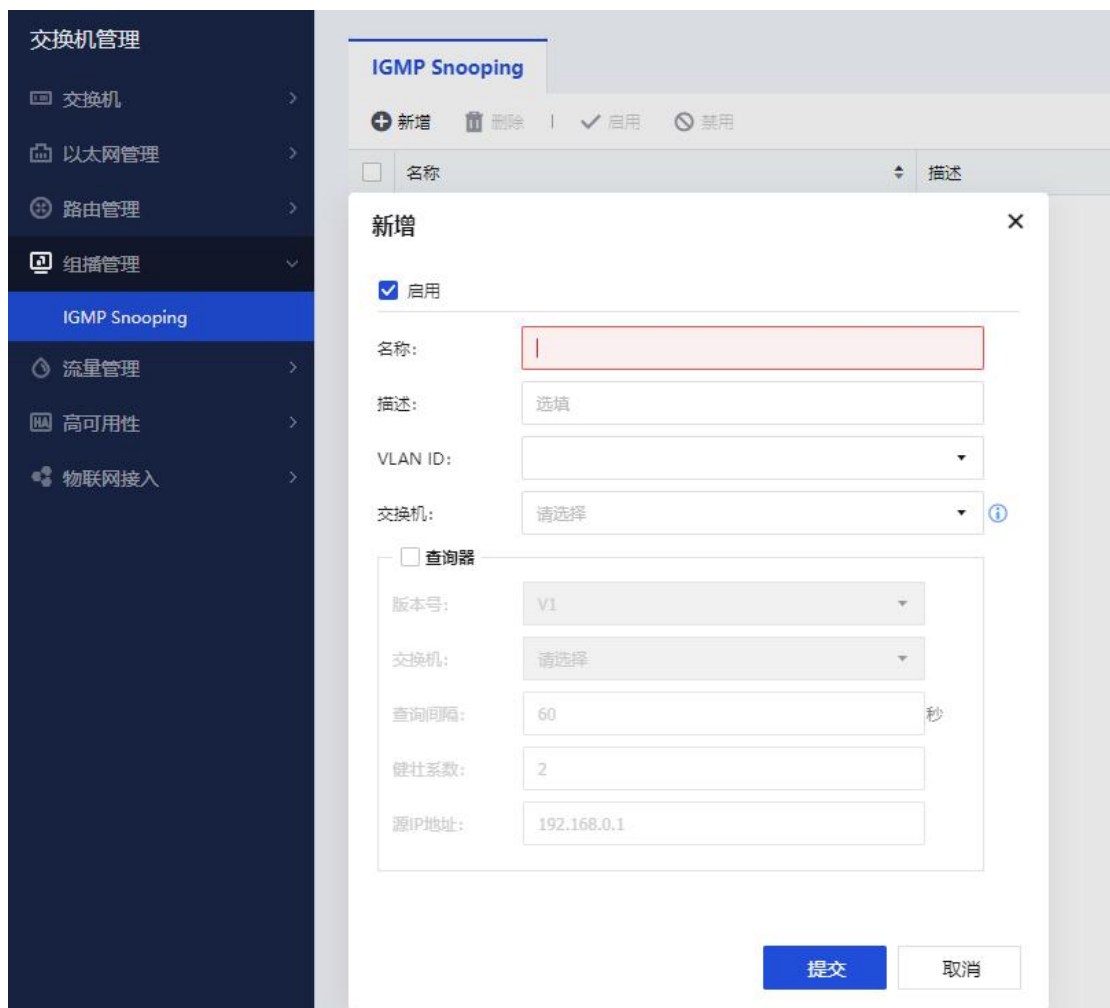 交换机管理
交换机
以太网管理
路由管理
组播管理
IGMP Snooping
流量管理
HA 高可用性
物联网接入
IGMP Snooping
新增 删除 启用 禁用
名称 描述
新增
启用
名称:
描述: 选填
VLAN ID:
交换机: 请选择
查询器
版本号: V1
交换机: 请选择
查询间隔: 60 秒
健壮系数: 2
源IP地址: 192.168.0.1
提交 取消